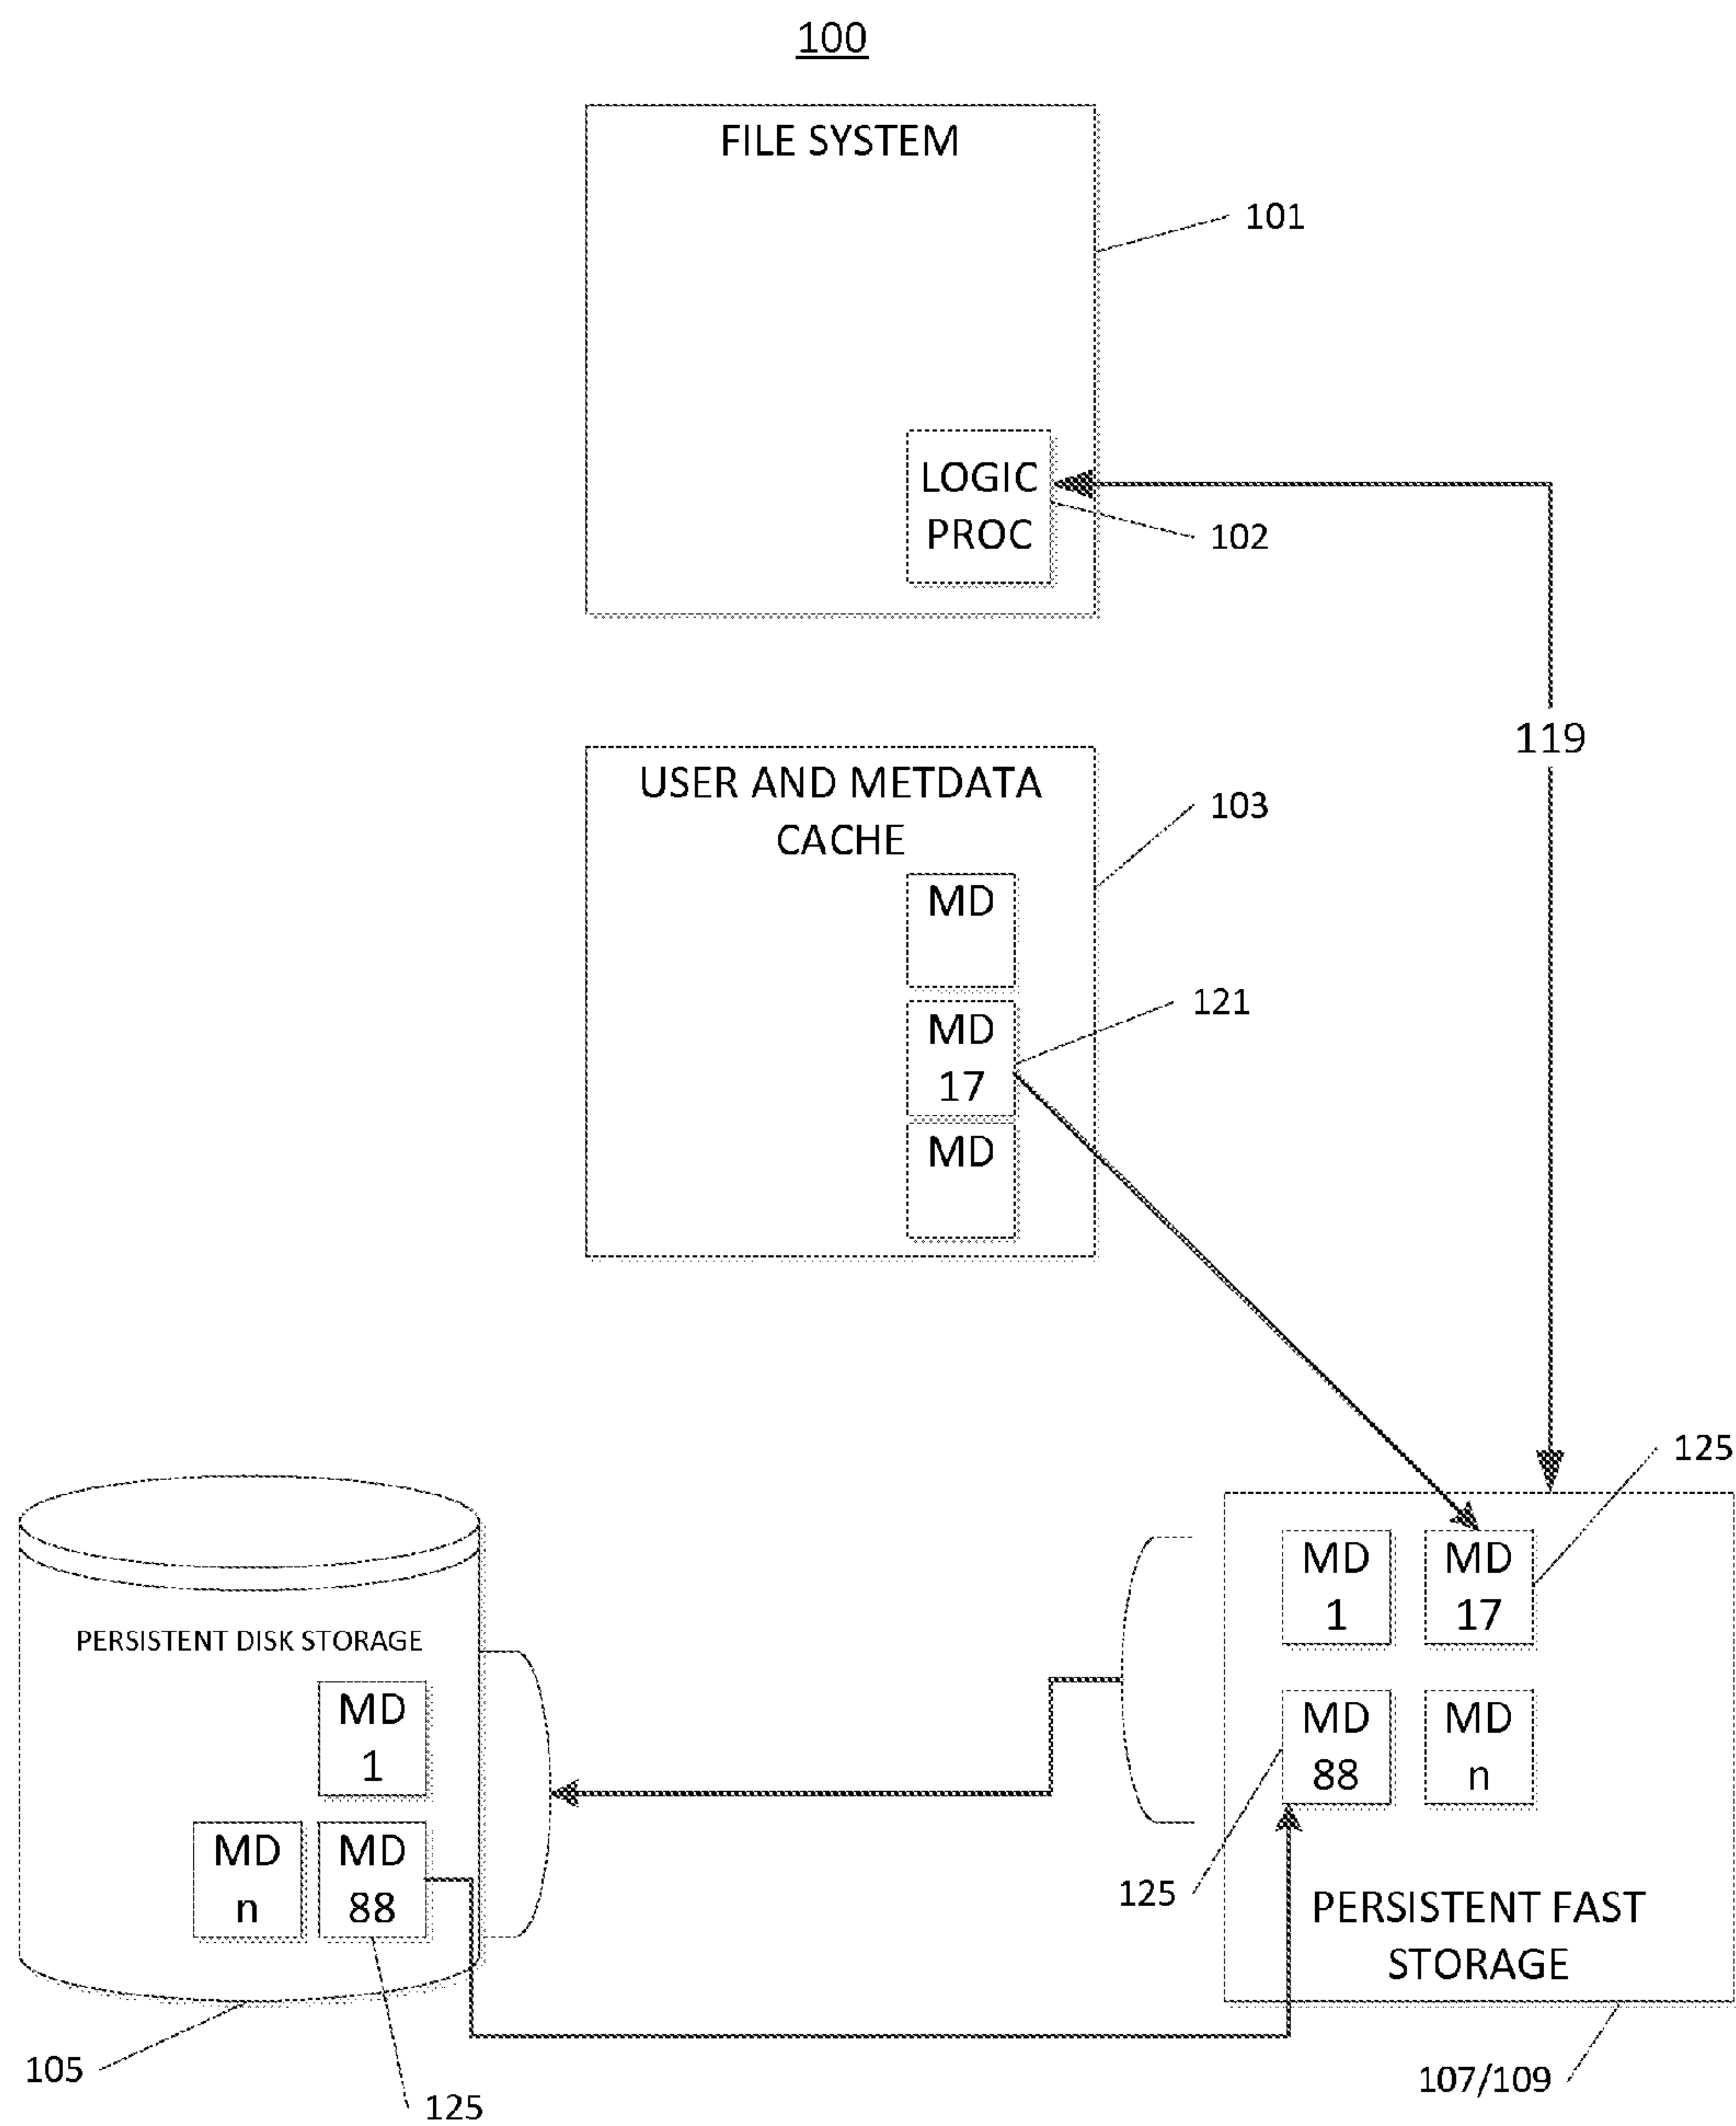 100
FILE SYSTEM
101
LOGIC
PROC
102
119
USER AND METDATA
CACHE
103
MD
MD
17
121
MD
125
MD
1
MD
17
MD
88
MD
n
125
PERSISTENT FAST
STORAGE
107/109
PERSISTENT DISK STORAGE
MD
1
MD
n
MD
88
105
125